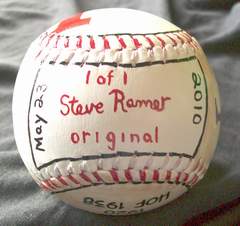 1 of 1
Steve Ramer
original
May 23
2010
HOF 1938